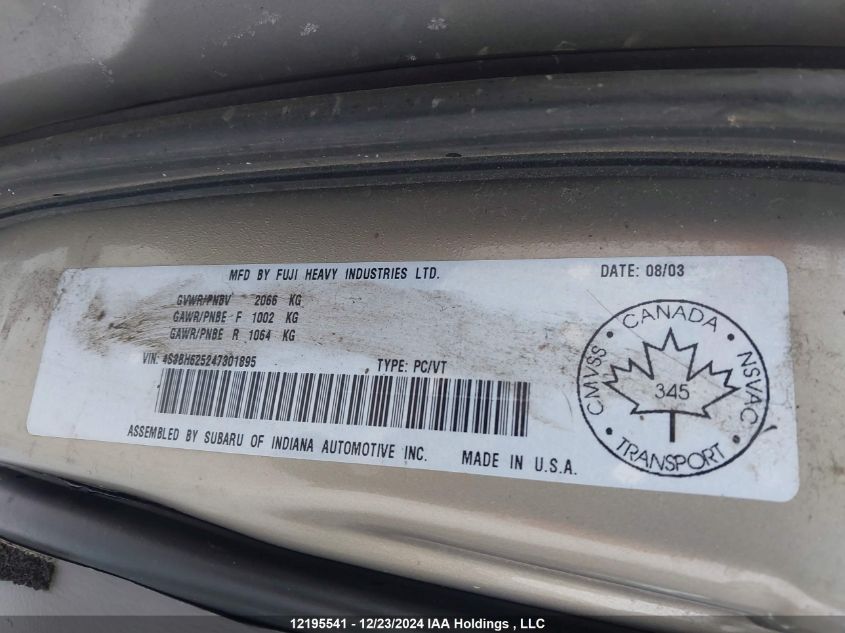 MFD BY FUJI HEAVY INDUSTRIES LTD.
DATE: 08/03
GVWR/PNBV 2066 KG
GAWR/PNBE F 1002 KG
GAWR/PNBE R 1064 KG
VIN: 4S3BH625247301895
TYPE: PC/VT
ASSEMBLED BY SUBARU OF INDIANA AUTOMOTIVE INC.
MADE IN U.S.A.
CANADA
CMVSS
NSVAC
345
TRANSPORT
12195541 - 12/23/2024 IAA Holdings , LLC